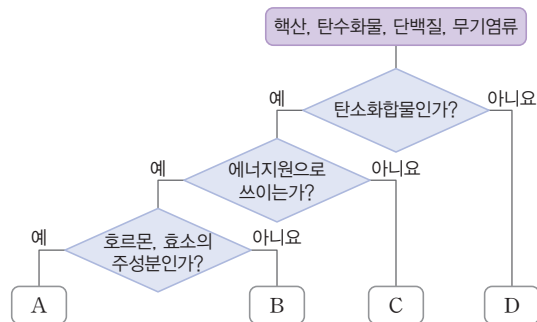 핵산, 탄수화물, 단백질, 무기염류
탄소화합물인가?
예
아니요
에너지원으로
쓰이는가?
예
아니요
호르몬, 효소의
주성분인가?
예
아니요
A
B
C
D